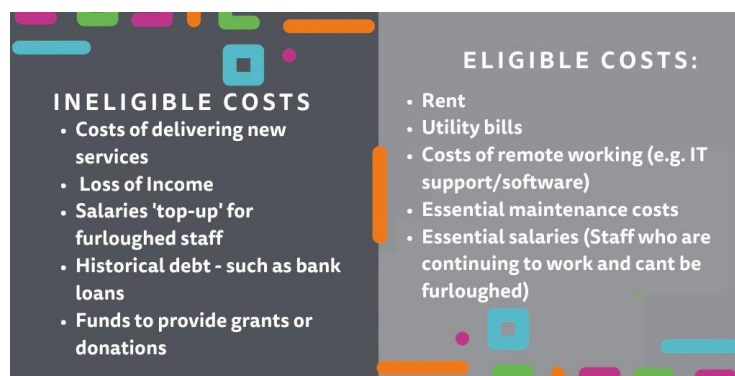 INELIGIBLE COSTS
• Costs of delivering new
services
• Loss of Income
• Salaries 'top-up' for
furloughed staff
• Historical debt - such as bank
loans
• Funds to provide grants or
donations
ELIGIBLE COSTS:
• Rent
• Utility bills
• Costs of remote working (e.g. IT
support/software)
• Essential maintenance costs
• Essential salaries (Staff who are
continuing to work and cant be
furloughed)